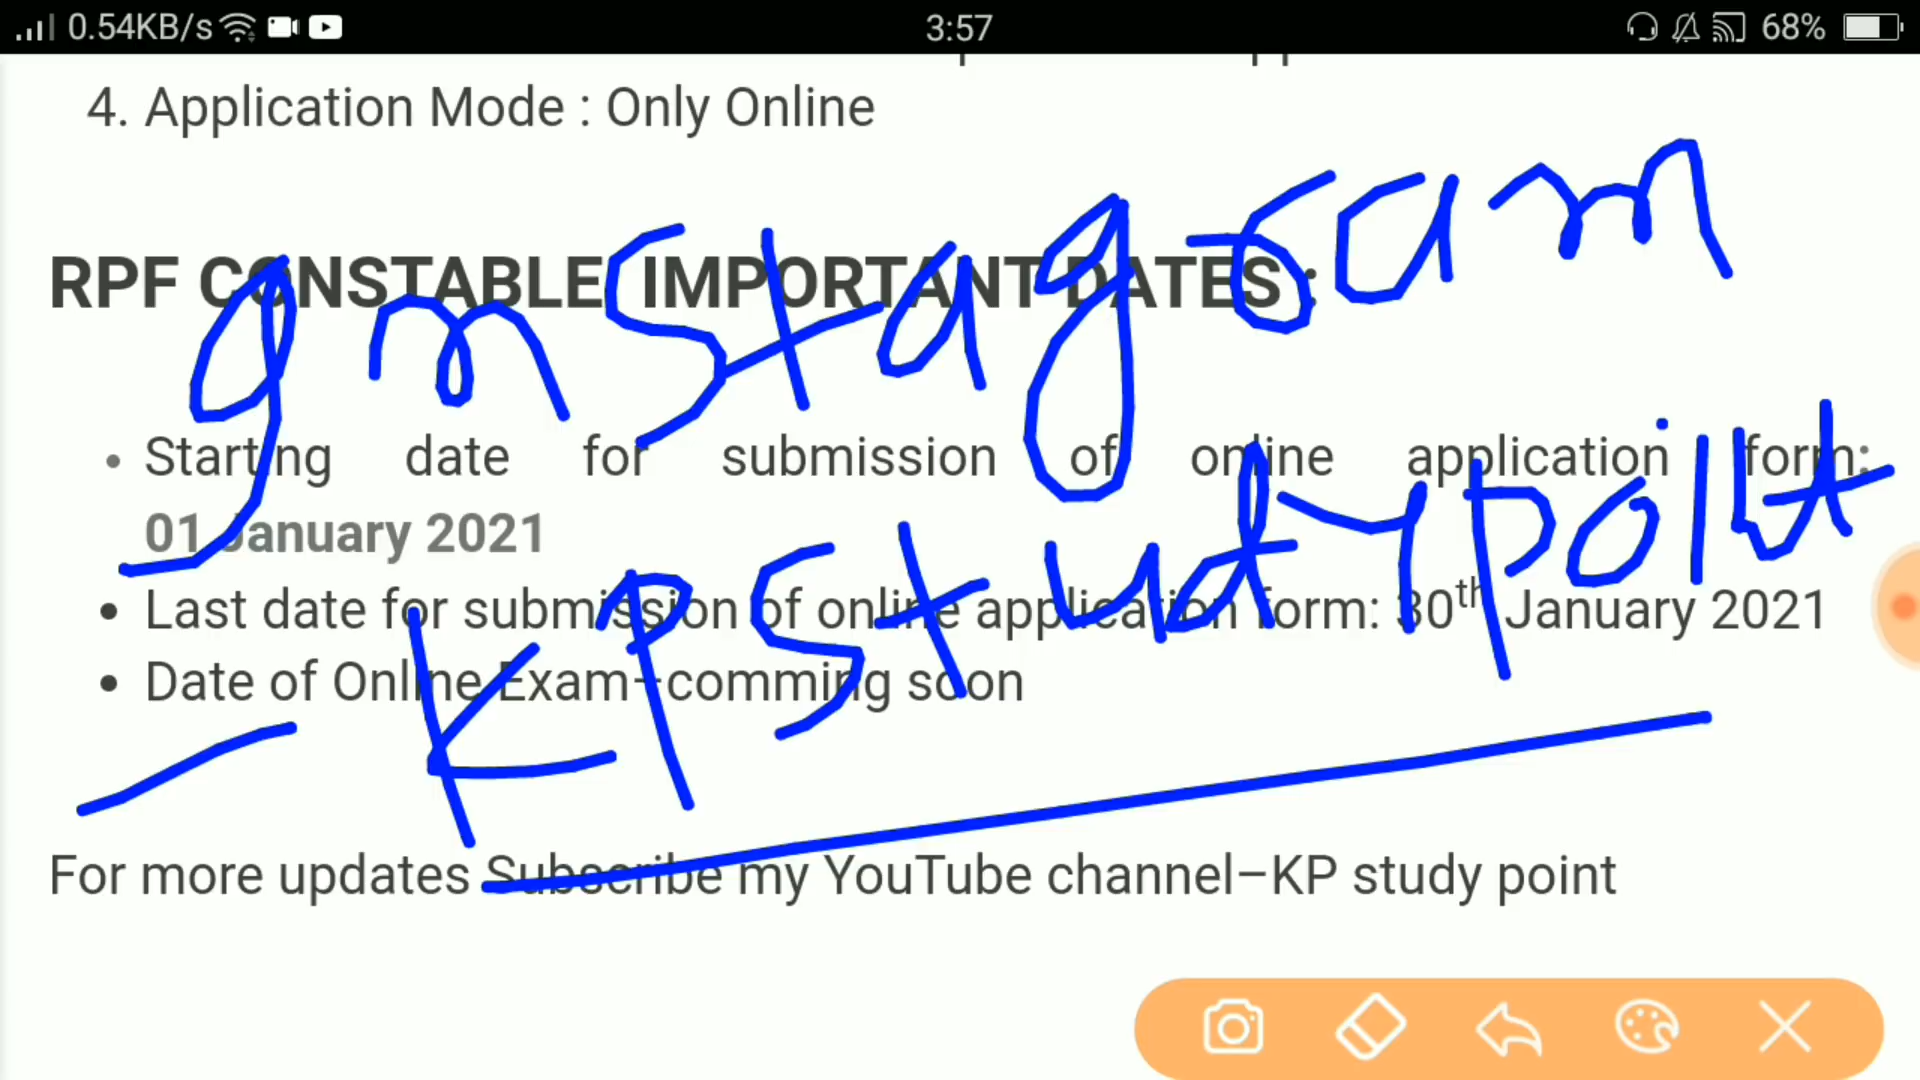 0.54KB/s 3:57 68%
4. Application Mode : Only Online
RPF CONSTABLE IMPORTANT DATES :
Instagram
• Starting date for submission of online application form:
01 January 2021
KPstudypoint
• Last date for submission of online application form: 30th January 2021
• Date of Online Exam–comming soon
For more updates Subscribe my YouTube channel–KP study point